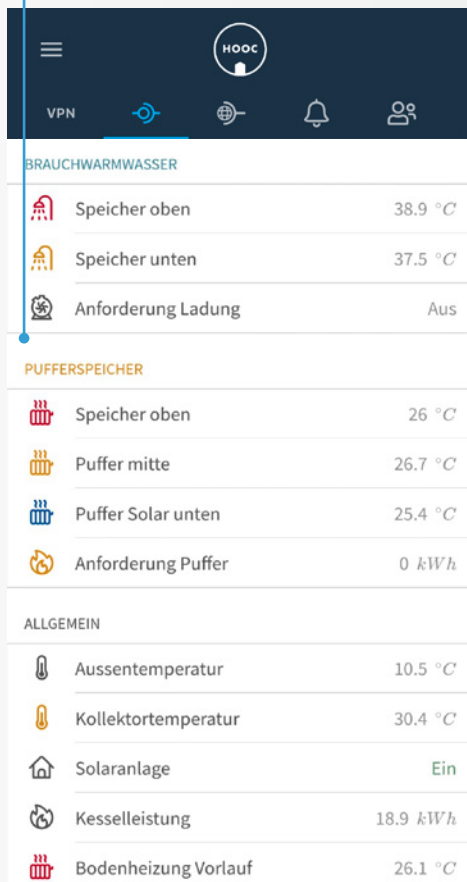 HOOC
VPN
BRAUCHWARMWASSER
Speicher oben 38.9 °C
Speicher unten 37.5 °C
Anforderung Ladung Aus
PUFFERSPEICHER
Speicher oben 26 °C
Puffer mitte 26.7 °C
Puffer Solar unten 25.4 °C
Anforderung Puffer 0 kWh
ALLGEMEIN
Aussentemperatur 10.5 °C
Kollektortemperatur 30.4 °C
Solaranlage Ein
Kesselleistung 18.9 kWh
Bodenheizung Vorlauf 26.1 °C